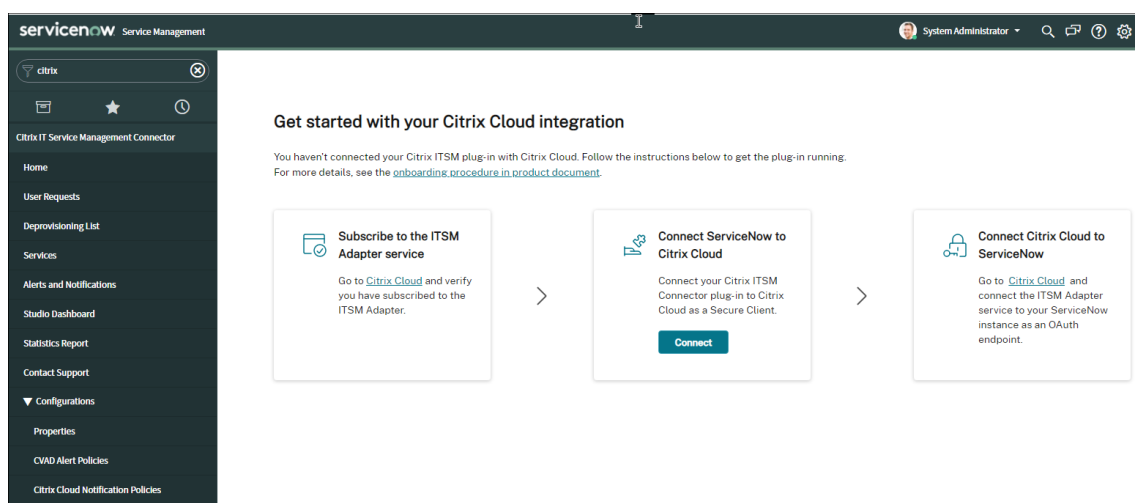 servicenow Service Management
System Administrator
citrix
Citrix IT Service Management Connector
Home
User Requests
Deprovisioning List
Services
Alerts and Notifications
Studio Dashboard
Statistics Report
Contact Support
Configurations
Properties
CVAD Alert Policies
Citrix Cloud Notification Policies
Get started with your Citrix Cloud integration
You haven't connected your Citrix ITSM plug-in with Citrix Cloud. Follow the instructions below to get the plug-in running.
For more details, see the onboarding procedure in product document.
Subscribe to the ITSM
Adapter service
Go to Citrix Cloud and verify
you have subscribed to the
ITSM Adapter.
Connect ServiceNow to
Citrix Cloud
Connect your Citrix ITSM
Connector plug-in to Citrix
Cloud as a Secure Client.
Connect
Connect Citrix Cloud to
ServiceNow
Go to Citrix Cloud and
connect the ITSM Adapter
service to your ServiceNow
instance as an OAuth
endpoint.